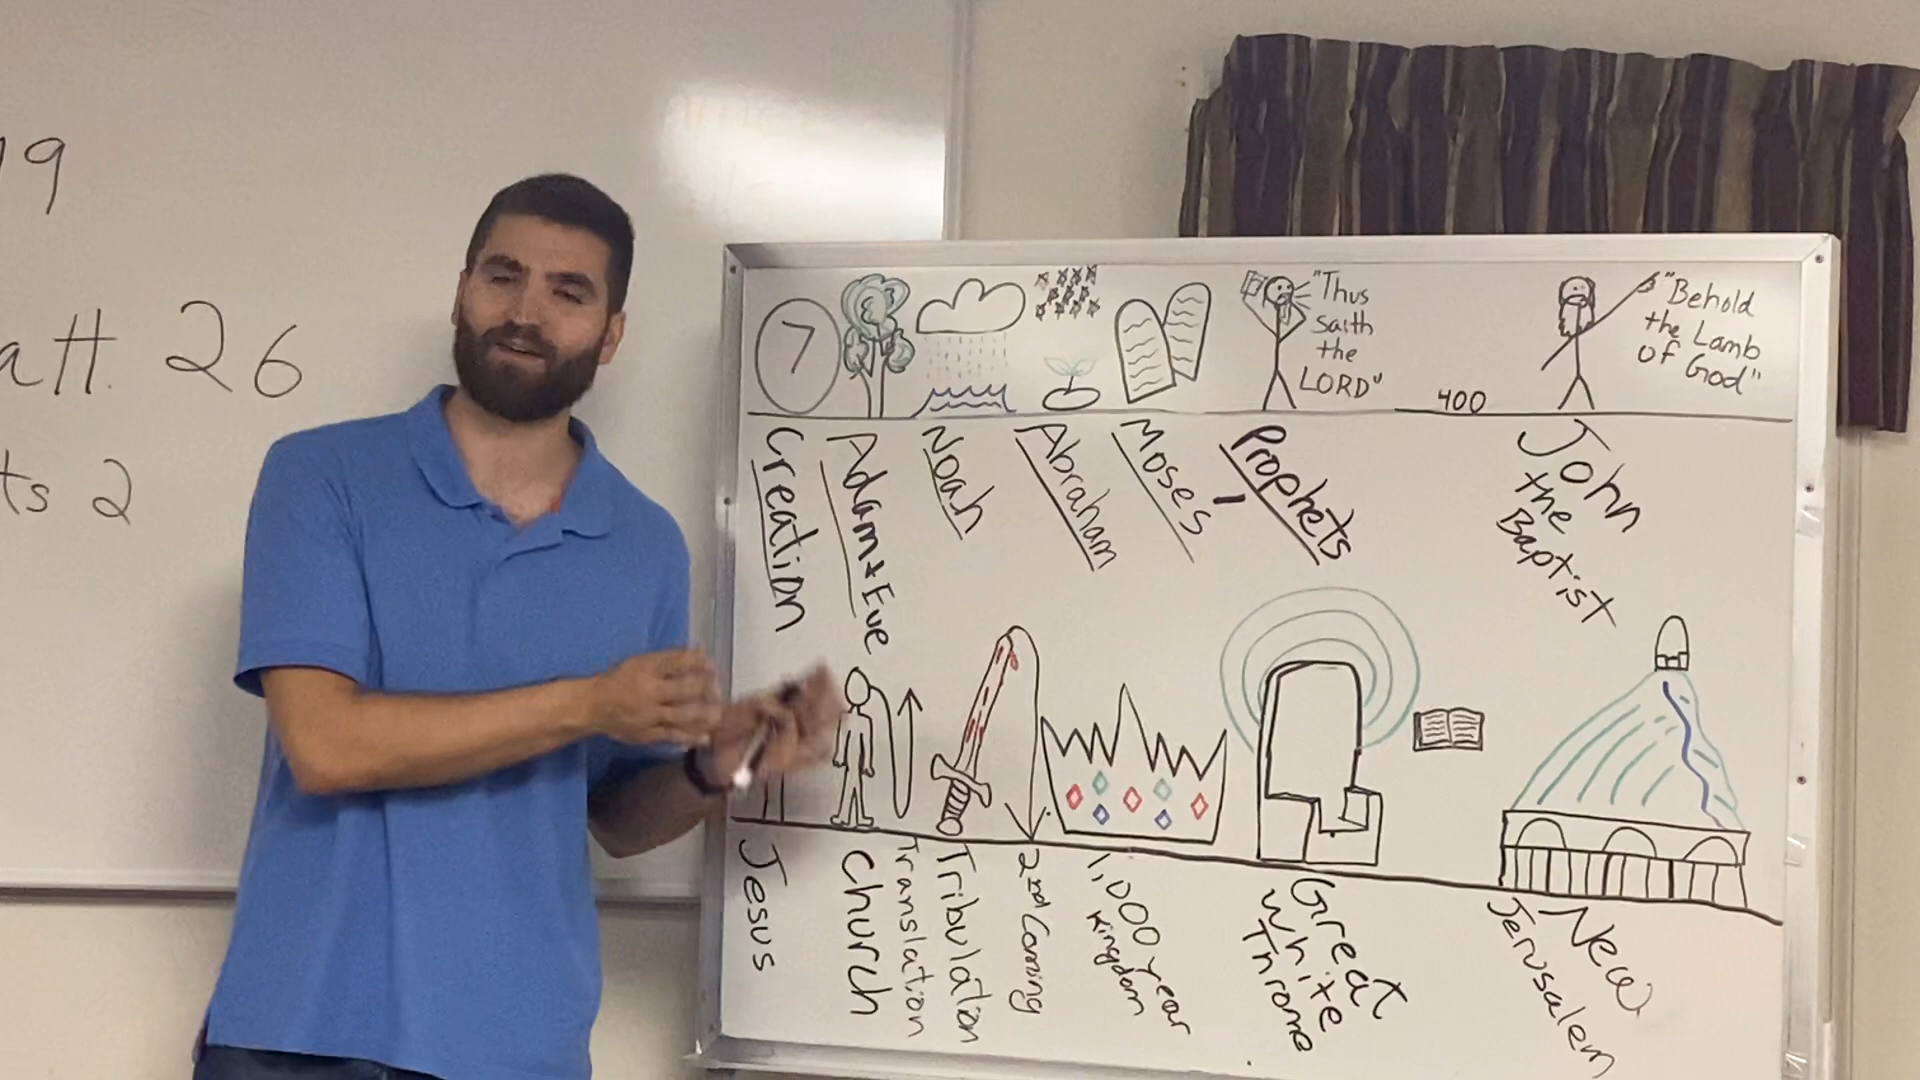 19
att. 26
ts 2
7
"Thus
saith
the
LORD"
400
"Behold
the Lamb
of God"
Creation
Adam & Eve
Noah
Abraham
Moses
Prophets
John
the
Baptist
Jesus
Church
Translation
Tribulation
2nd Coming
1,000 year
Kingdom
Great
White
Throne
New
Jerusalem